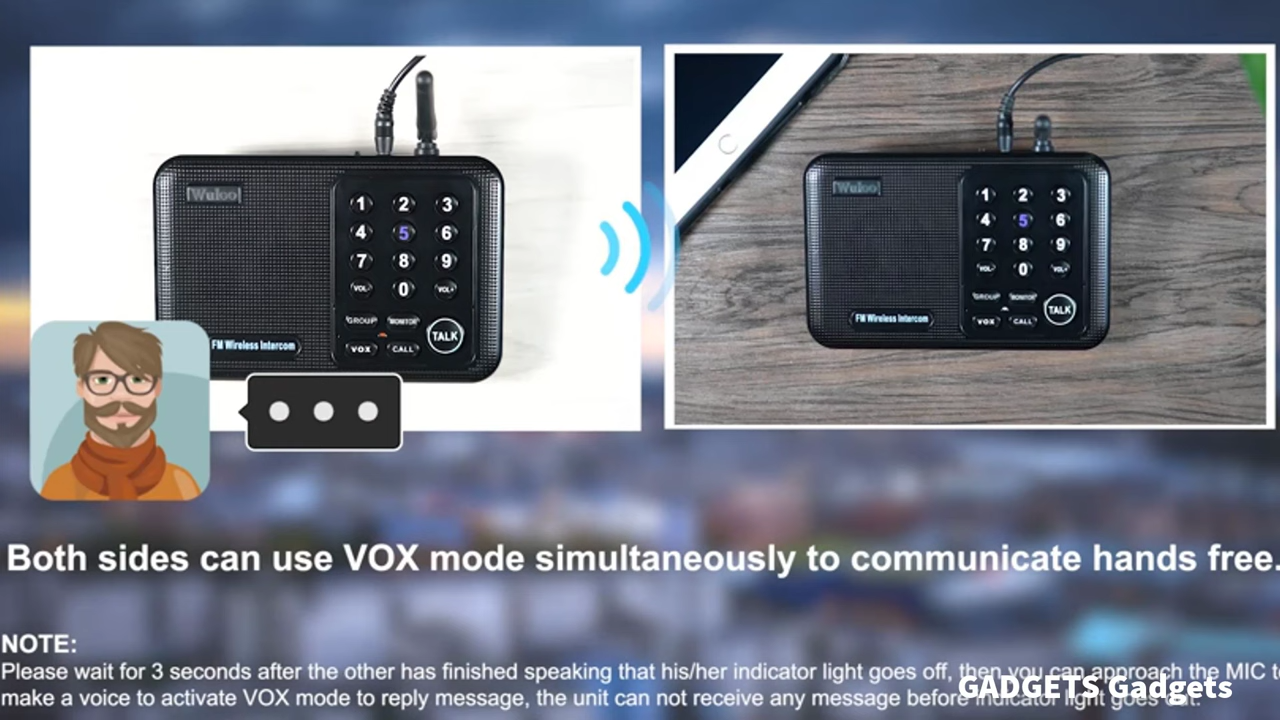 Wuloo
1 2 3
4 5 6
7 8 9
VOL- 0 VOL+
GROUP MONITOR
TALK
VOX CALL
FM Wireless Intercom
Wuloo
1 2 3
4 5 6
7 8 9
VOL- 0 VOL+
GROUP MONITOR
TALK
VOX CALL
FM Wireless Intercom
Both sides can use VOX mode simultaneously to communicate hands free.
NOTE:
Please wait for 3 seconds after the other has finished speaking that his/her indicator light goes off, then you can approach the MIC t
make a voice to activate VOX mode to reply message, the unit can not receive any message before indicator light goes out.
GADGETS Gadgets